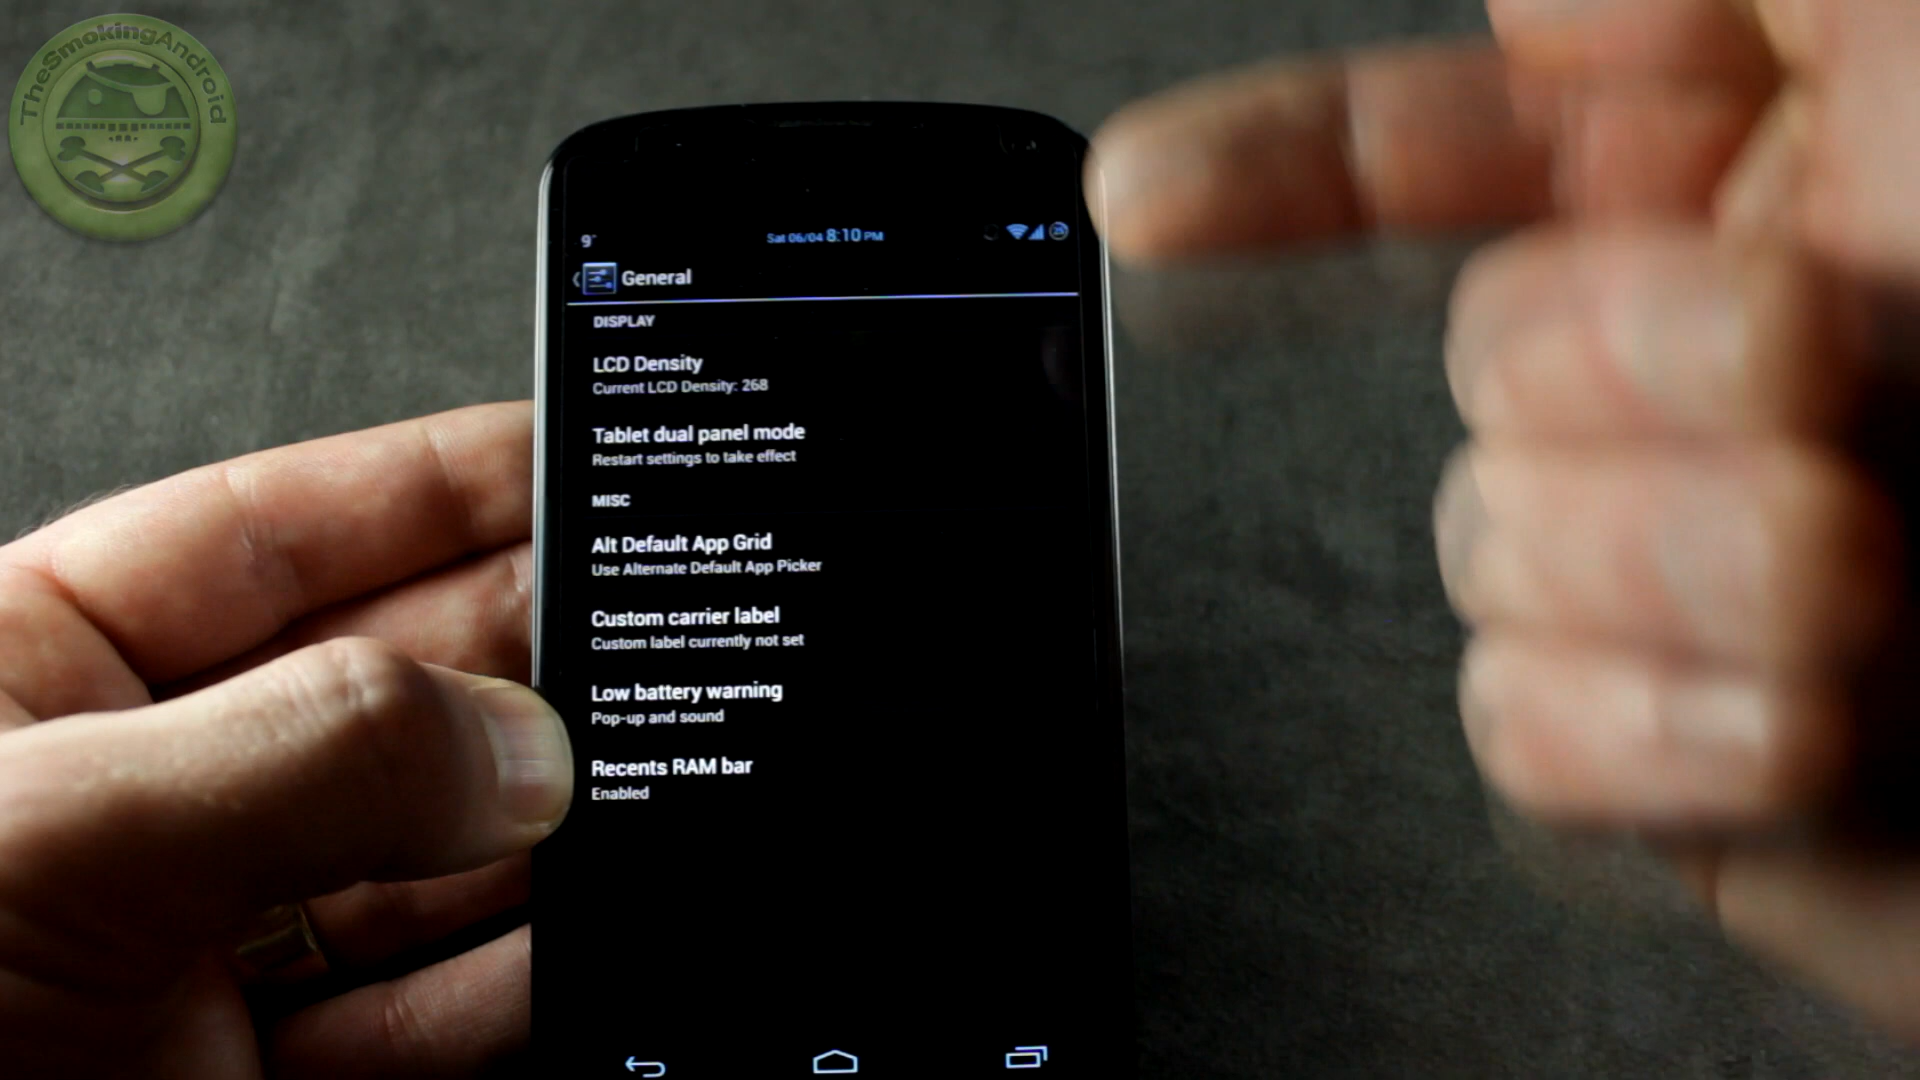 TheSmokingAndroid
9°
Sat 06/04 8:10 PM
25
General
DISPLAY
LCD Density
Current LCD Density: 268
Tablet dual panel mode
Restart settings to take effect
MISC
Alt Default App Grid
Use Alternate Default App Picker
Custom carrier label
Custom label currently not set
Low battery warning
Pop-up and sound
Recents RAM bar
Enabled